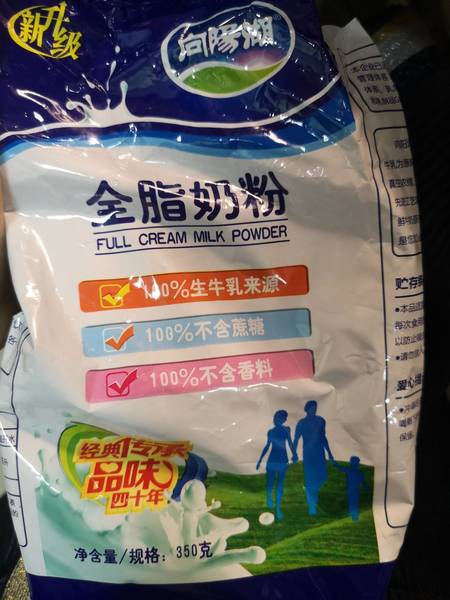 新升级
向阳湖
全脂奶粉
FULL CREAM MILK POWDER
100%生牛乳来源
100%不含蔗糖
100%不含香料
经典传承
品味
四十年
净含量/规格：350克
贮存